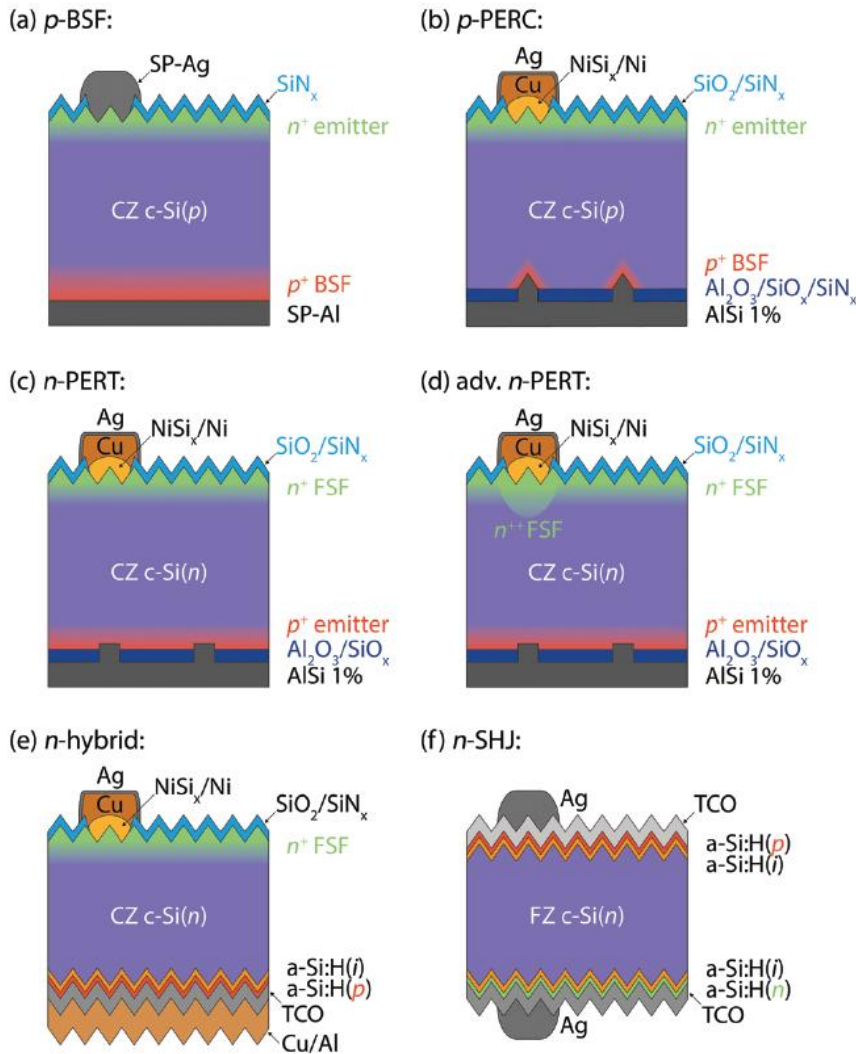 (a) p-BSF:
SP-Ag
SiNₓ
n⁺ emitter
CZ c-Si(p)
p⁺ BSF
SP-Al
(b) p-PERC:
Ag
NiSiₓ/Ni
Cu
SiO₂/SiNₓ
n⁺ emitter
CZ c-Si(p)
p⁺ BSF
Al₂O₃/SiOₓ/SiNₓ
AlSi 1%
(c) n-PERT:
Ag
NiSiₓ/Ni
Cu
SiO₂/SiNₓ
n⁺ FSF
CZ c-Si(n)
p⁺ emitter
Al₂O₃/SiOₓ
AlSi 1%
(d) adv. n-PERT:
Ag
NiSiₓ/Ni
Cu
SiO₂/SiNₓ
n⁺ FSF
n⁺⁺ FSF
CZ c-Si(n)
p⁺ emitter
Al₂O₃/SiOₓ
AlSi 1%
(e) n-hybrid:
Ag
NiSiₓ/Ni
Cu
SiO₂/SiNₓ
n⁺ FSF
CZ c-Si(n)
a-Si:H(i)
a-Si:H(p)
TCO
Cu/Al
(f) n-SHJ:
Ag
TCO
a-Si:H(p)
a-Si:H(i)
FZ c-Si(n)
a-Si:H(i)
a-Si:H(n)
TCO
Ag